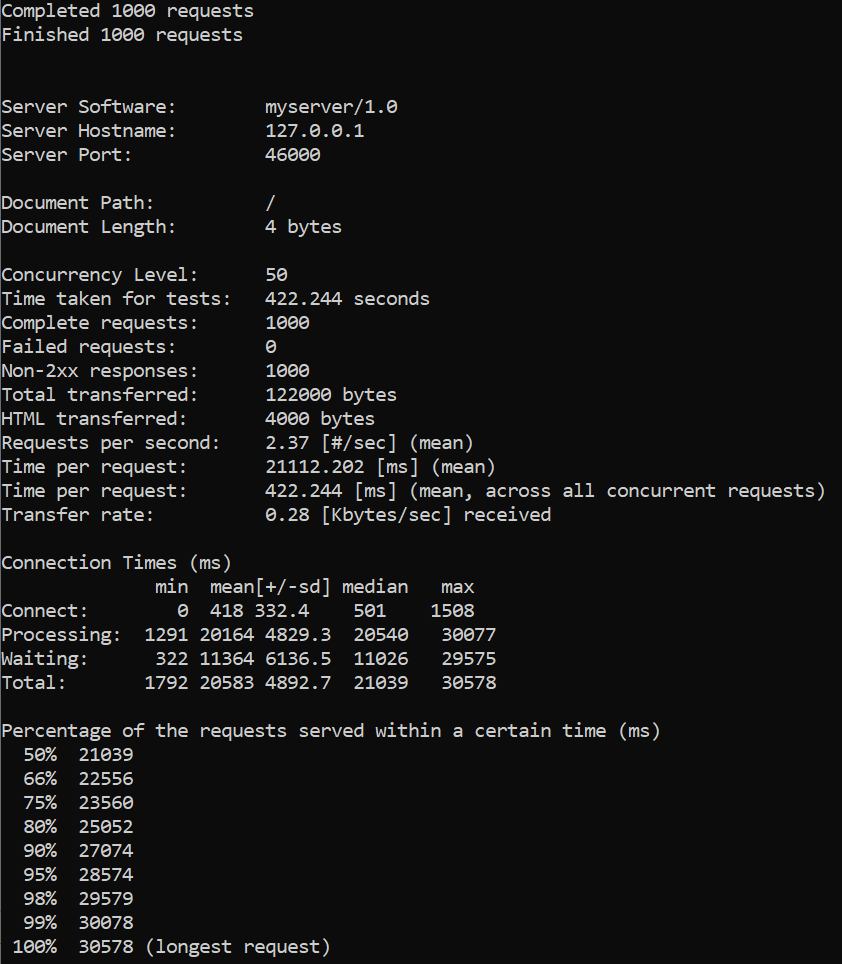 Completed 1000 requests
Finished 1000 requests
Server Software: myserver/1.0
Server Hostname: 127.0.0.1
Server Port: 46000
Document Path: /
Document Length: 4 bytes
Concurrency Level: 50
Time taken for tests: 422.244 seconds
Complete requests: 1000
Failed requests: 0
Non-2xx responses: 1000
Total transferred: 122000 bytes
HTML transferred: 4000 bytes
Requests per second: 2.37 [#/sec] (mean)
Time per request: 21112.202 [ms] (mean)
Time per request: 422.244 [ms] (mean, across all concurrent requests)
Transfer rate: 0.28 [Kbytes/sec] received
Connection Times (ms)
min mean[+/-sd] median max
Connect: 0 418 332.4 501 1508
Processing: 1291 20164 4829.3 20540 30077
Waiting: 322 11364 6136.5 11026 29575
Total: 1792 20583 4892.7 21039 30578
Percentage of the requests served within a certain time (ms)
50% 21039
66% 22556
75% 23560
80% 25052
90% 27074
95% 28574
98% 29579
99% 30078
100% 30578 (longest request)